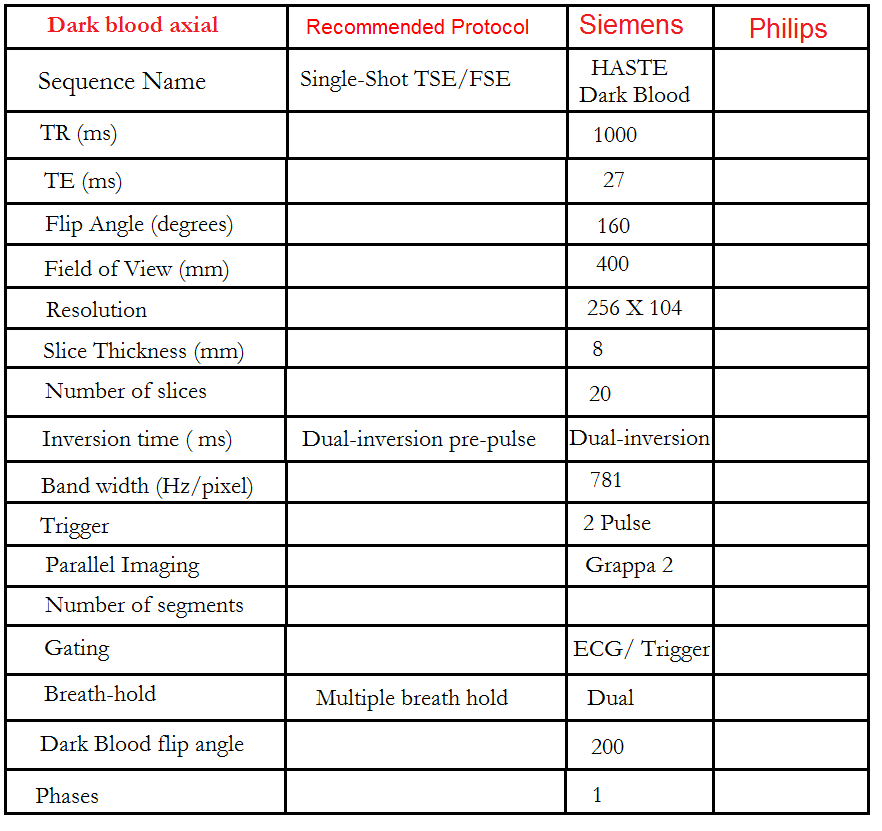 Dark blood axial Recommended Protocol Siemens Philips
Sequence Name Single-Shot TSE/FSE HASTE
Dark Blood
TR (ms) 1000
TE (ms) 27
Flip Angle (degrees) 160
Field of View (mm) 400
Resolution 256 X 104
Slice Thickness (mm) 8
Number of slices 20
Inversion time ( ms) Dual-inversion pre-pulse Dual-inversion
Band width (Hz/pixel) 781
Trigger 2 Pulse
Parallel Imaging Grappa 2
Number of segments
Gating ECG/ Trigger
Breath-hold Multiple breath hold Dual
Dark Blood flip angle 200
Phases 1